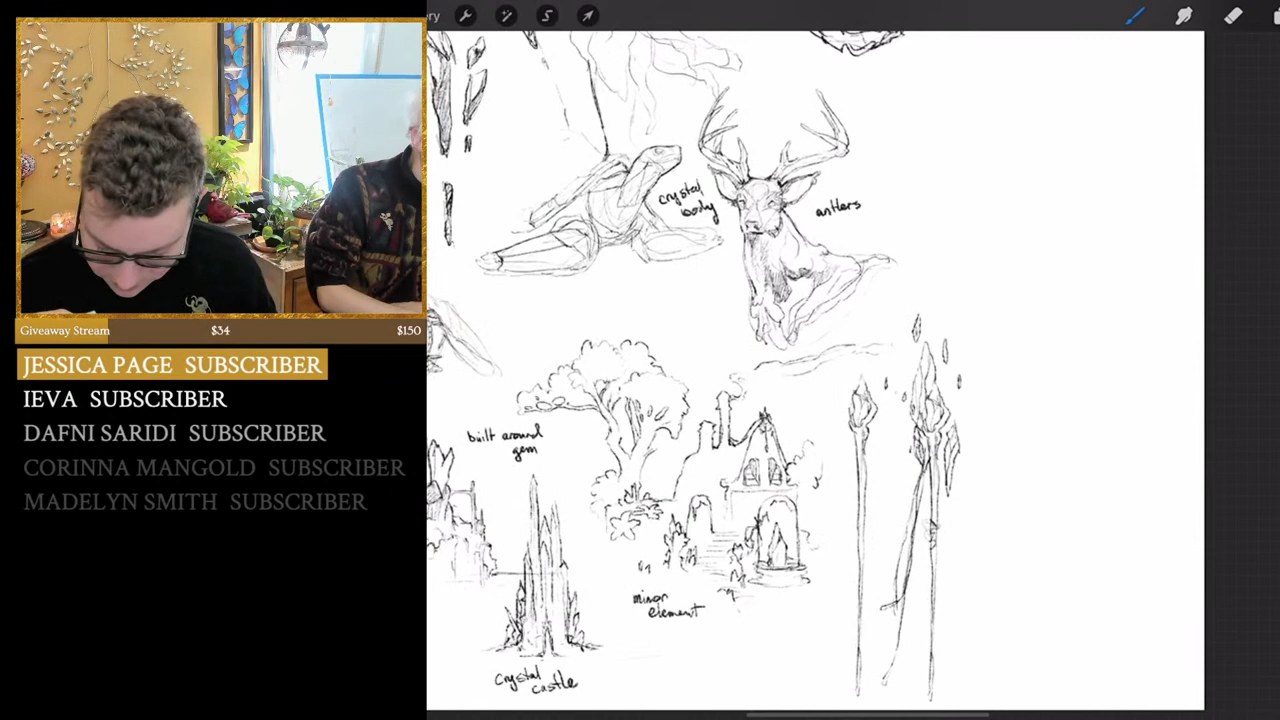 ry
Giveaway Stream $34 $150
JESSICA PAGE SUBSCRIBER
IEVA SUBSCRIBER
DAFNI SARIDI SUBSCRIBER
CORINNA MANGOLD SUBSCRIBER
MADELYN SMITH SUBSCRIBER
crystal
body
antlers
built around
gem
minor
element
crystal
castle